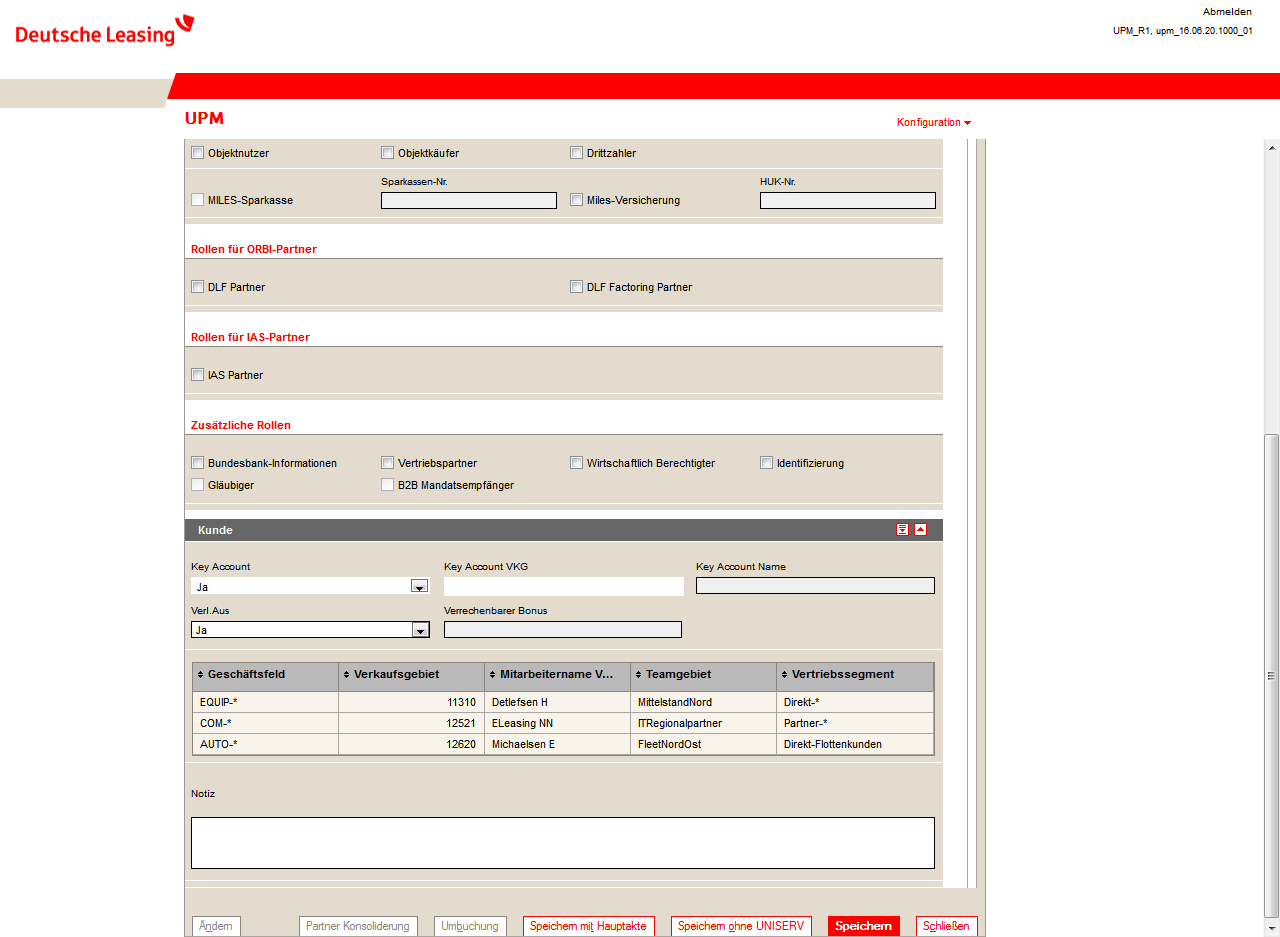 Abmelden
Deutsche Leasing
UPM_R1, upm_16.06.20.1000_01
UPM
Konfiguration
Objektnutzer Objektkäufer Drittzahler
Sparkassen-Nr. HUK-Nr.
MILES-Sparkasse Miles-Versicherung
Rollen für ORBI-Partner
DLF Partner DLF Factoring Partner
Rollen für IAS-Partner
IAS Partner
Zusätzliche Rollen
Bundesbank-Informationen Vertriebspartner Wirtschaftlich Berechtigter Identifizierung
Gläubiger B2B Mandatsempfänger
Kunde
Key Account Key Account VKG Key Account Name
Ja
Verl.Aus Verrechenbarer Bonus
Ja
Geschäftsfeld Verkaufsgebiet Mitarbeitername V... Teamgebiet Vertriebssegment
EQUIP-* 11310 Detlefsen H MittelstandNord Direkt-*
COM-* 12521 ELeasing NN ITRegionalpartner Partner-*
AUTO-* 12620 Michaelsen E FleetNordOst Direkt-Flottenkunden
Notiz
Ändem Partner Konsoliderung Umbuchung Speichern mit Hauptakte Speichern ohne UNISERV Speichern Schließen